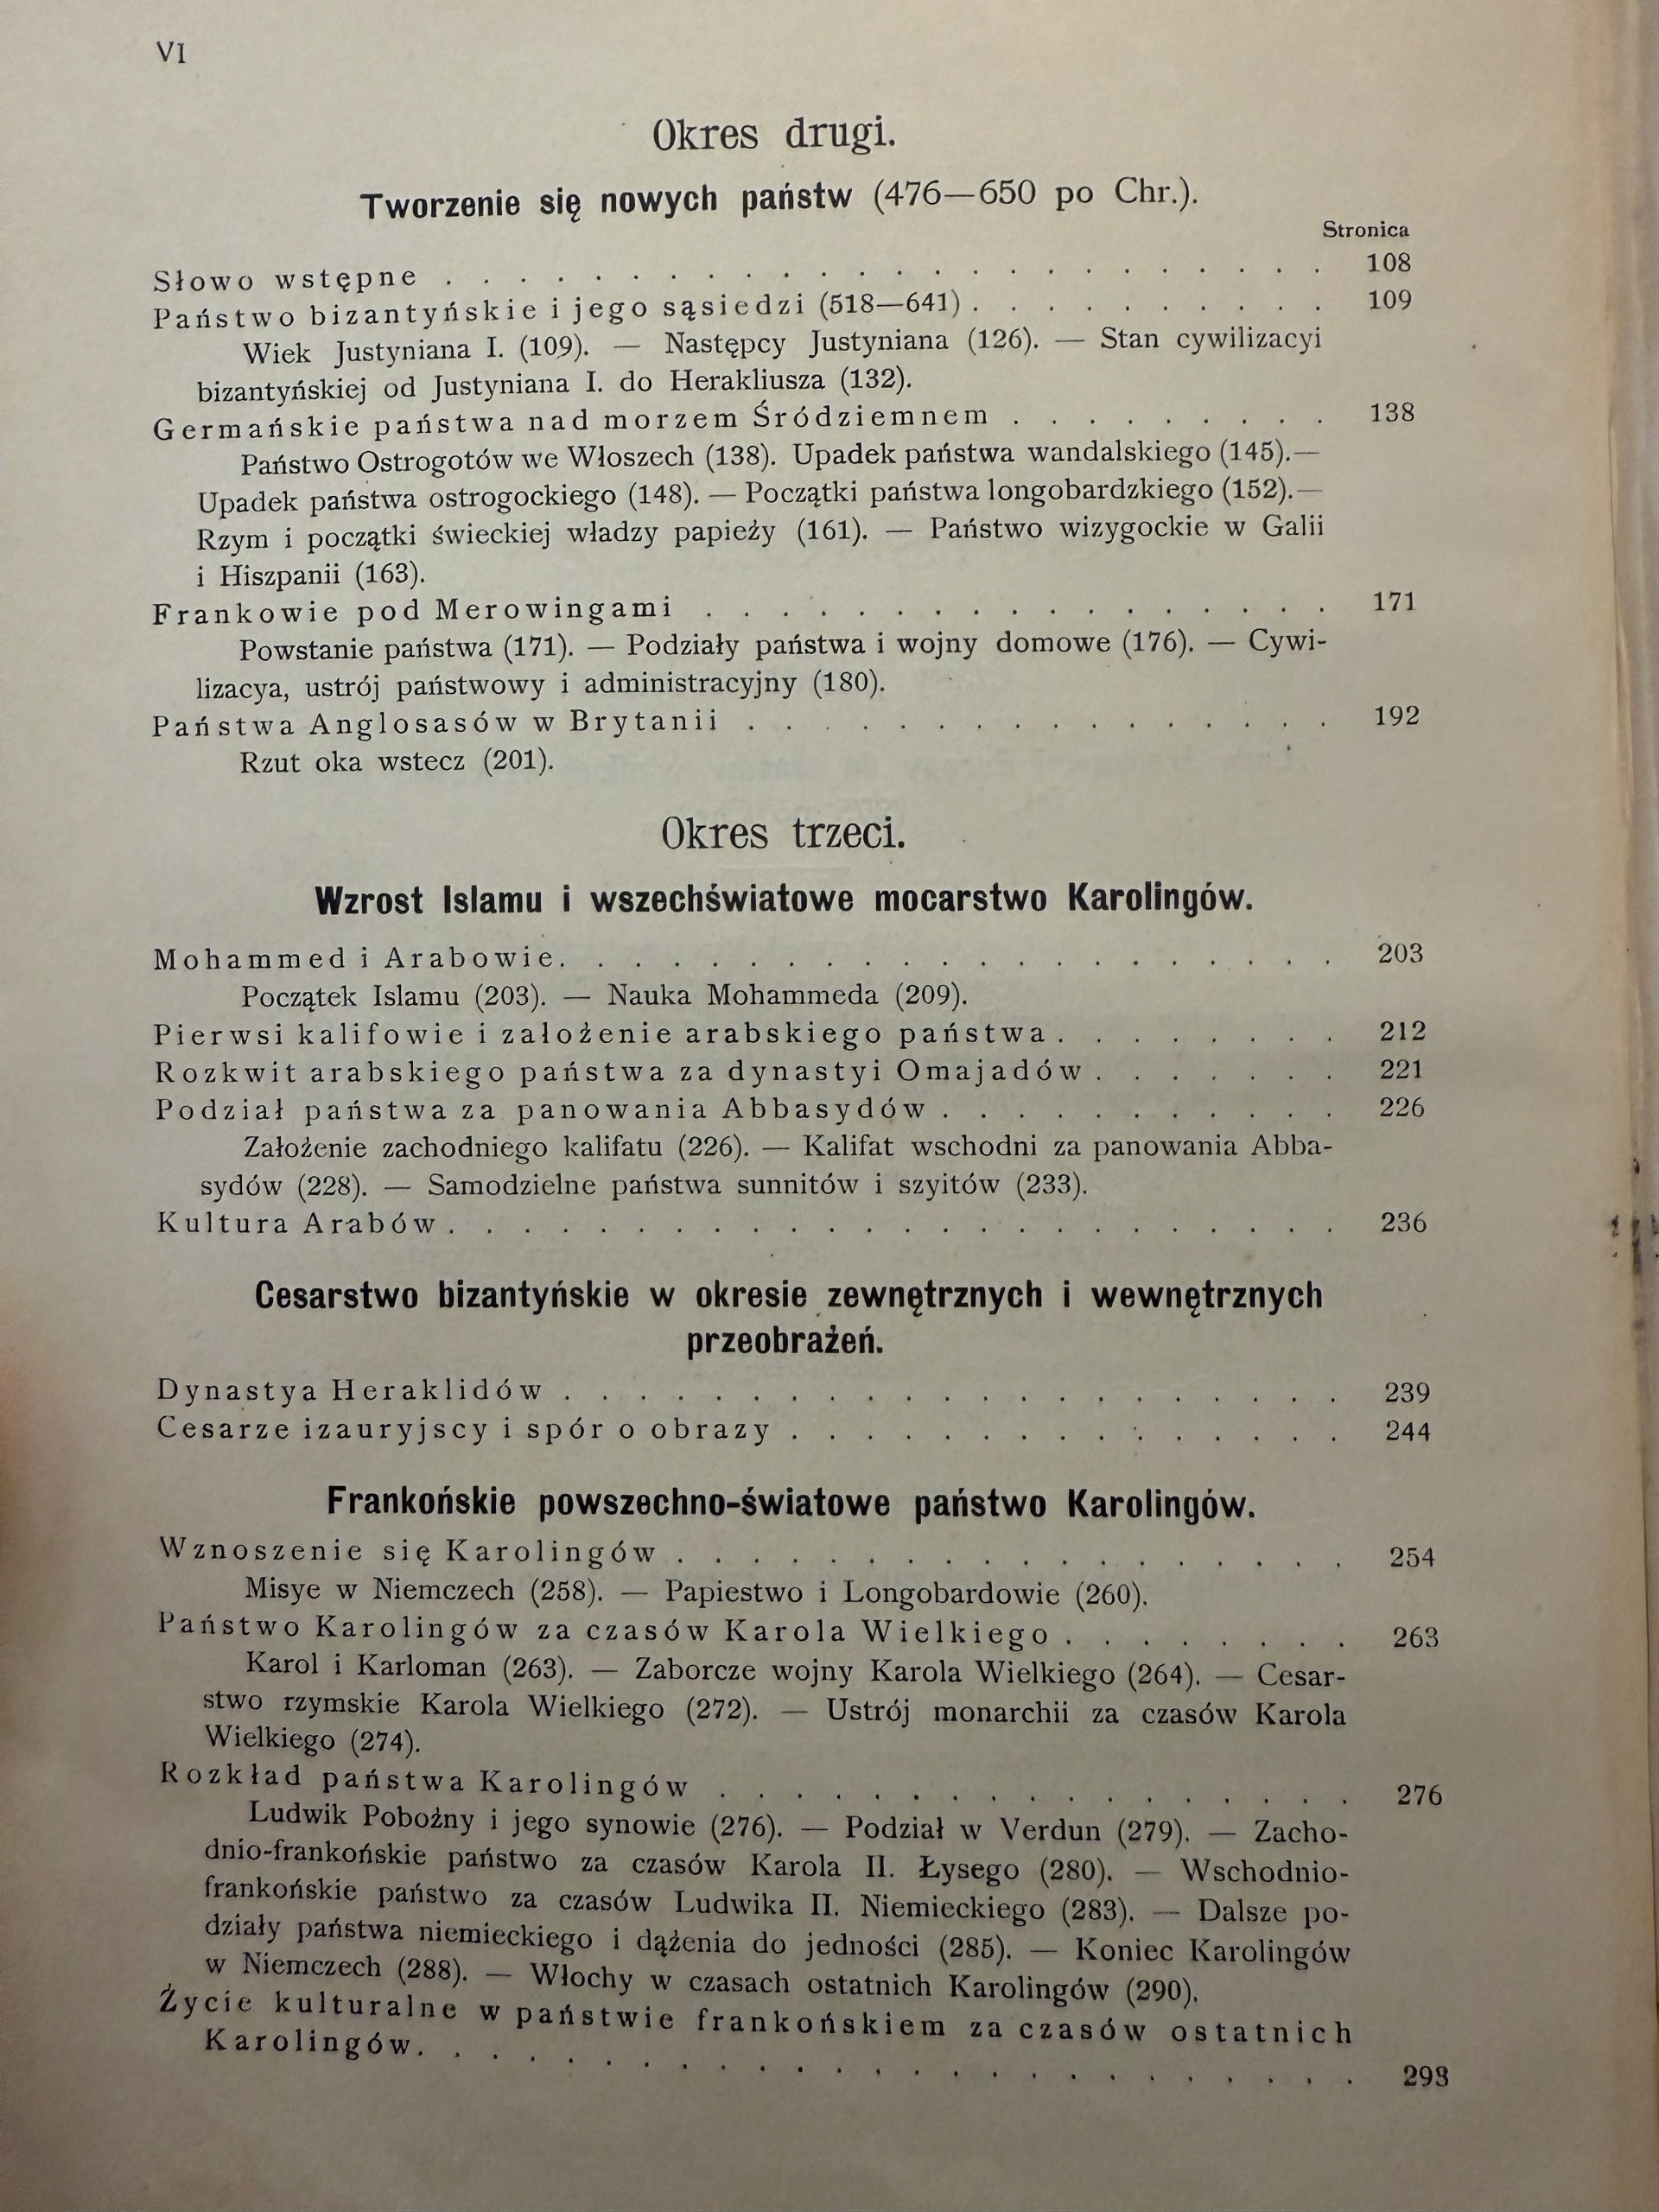 VI
Okres drugi.
Tworzenie się nowych państw (476—650 po Chr.).
Stronica
Słowo wstępne . . . . . . . . . . . . . . . . . . . . . . . . 108
Państwo bizantyńskie i jego sąsiedzi (518—641) . . . . . . . . . . 109
Wiek Justyniana I. (109). — Następcy Justyniana (126). — Stan cywilizacyi
bizantyńskiej od Justyniana I. do Herakliusza (132).
Germańskie państwa nad morzem Śródziemnem . . . . . . . . . 138
Państwo Ostrogotów we Włoszech (138). Upadek państwa wandalskiego (145).—
Upadek państwa ostrogockiego (148). — Początki państwa longobardzkiego (152).—
Rzym i początki świeckiej władzy papieży (161). — Państwo wizygockie w Galii
i Hiszpanii (163).
Frankowie pod Merowingami . . . . . . . . . . . . . . . . . 171
Powstanie państwa (171). — Podziały państwa i wojny domowe (176). — Cywi-
lizacya, ustrój państwowy i administracyjny (180).
Państwa Anglosasów w Brytanii . . . . . . . . . . . . . . . . 192
Rzut oka wstecz (201).
Okres trzeci.
Wzrost Islamu i wszechświatowe mocarstwo Karolingów.
Mohammed i Arabowie. . . . . . . . . . . . . . . . . . . . . 203
Początek Islamu (203). — Nauka Mohammeda (209).
Pierwsi kalifowie i założenie arabskiego państwa . . . . . . . . 212
Rozkwit arabskiego państwa za dynastyi Omajadów . . . . . . . 221
Podział państwa za panowania Abbasydów . . . . . . . . . . . 226
Założenie zachodniego kalifatu (226). — Kalifat wschodni za panowania Abba-
sydów (228). — Samodzielne państwa sunnitów i szyitów (233).
Kultura Arabów . . . . . . . . . . . . . . . . . . . . . . . . 236
Cesarstwo bizantyńskie w okresie zewnętrznych i wewnętrznych
przeobrażeń.
Dynastya Heraklidów . . . . . . . . . . . . . . . . . . . . . 239
Cesarze izauryjscy i spór o obrazy . . . . . . . . . . . . . . . 244
Frankońskie powszechno-światowe państwo Karolingów.
Wznoszenie się Karolingów . . . . . . . . . . . . . . . . . . 254
Misye w Niemczech (258). — Papiestwo i Longobardowie (260).
Państwo Karolingów za czasów Karola Wielkiego . . . . . . . . 263
Karol i Karloman (263). — Zaborcze wojny Karola Wielkiego (264). — Cesar-
stwo rzymskie Karola Wielkiego (272). — Ustrój monarchii za czasów Karola
Wielkiego (274).
Rozkład państwa Karolingów . . . . . . . . . . . . . . . . . 276
Ludwik Pobożny i jego synowie (276). — Podział w Verdun (279). — Zacho-
dnio-frankońskie państwo za czasów Karola II. Łysego (280). — Wschodnio-
frankońskie państwo za czasów Ludwika II. Niemieckiego (283). — Dalsze po-
działy państwa niemieckiego i dążenia do jedności (285). — Koniec Karolingów
w Niemczech (288). — Włochy w czasach ostatnich Karolingów (290).
Życie kulturalne w państwie frankońskiem za czasów ostatnich
Karolingów. . . . . . . . . . . . . . . . . . . . . . . . . . 293